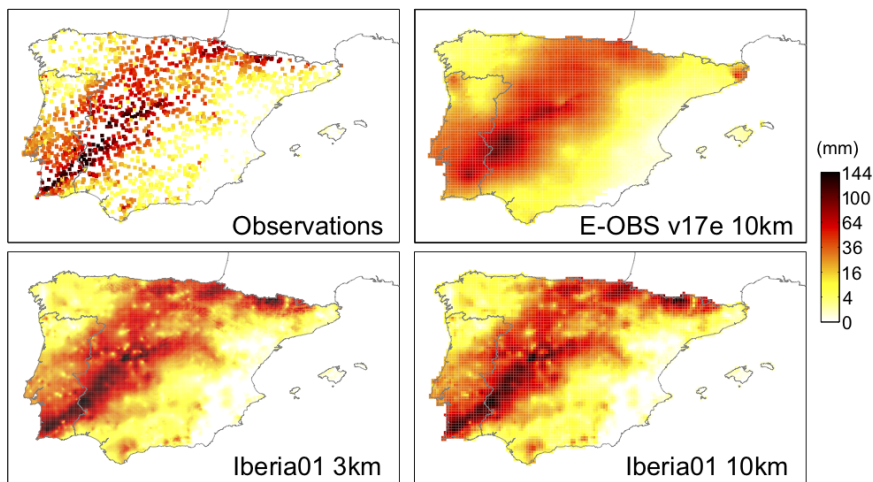 Observations
E-OBS v17e 10km
(mm)
144
100
64
36
16
4
0
Iberia01 3km
Iberia01 10km